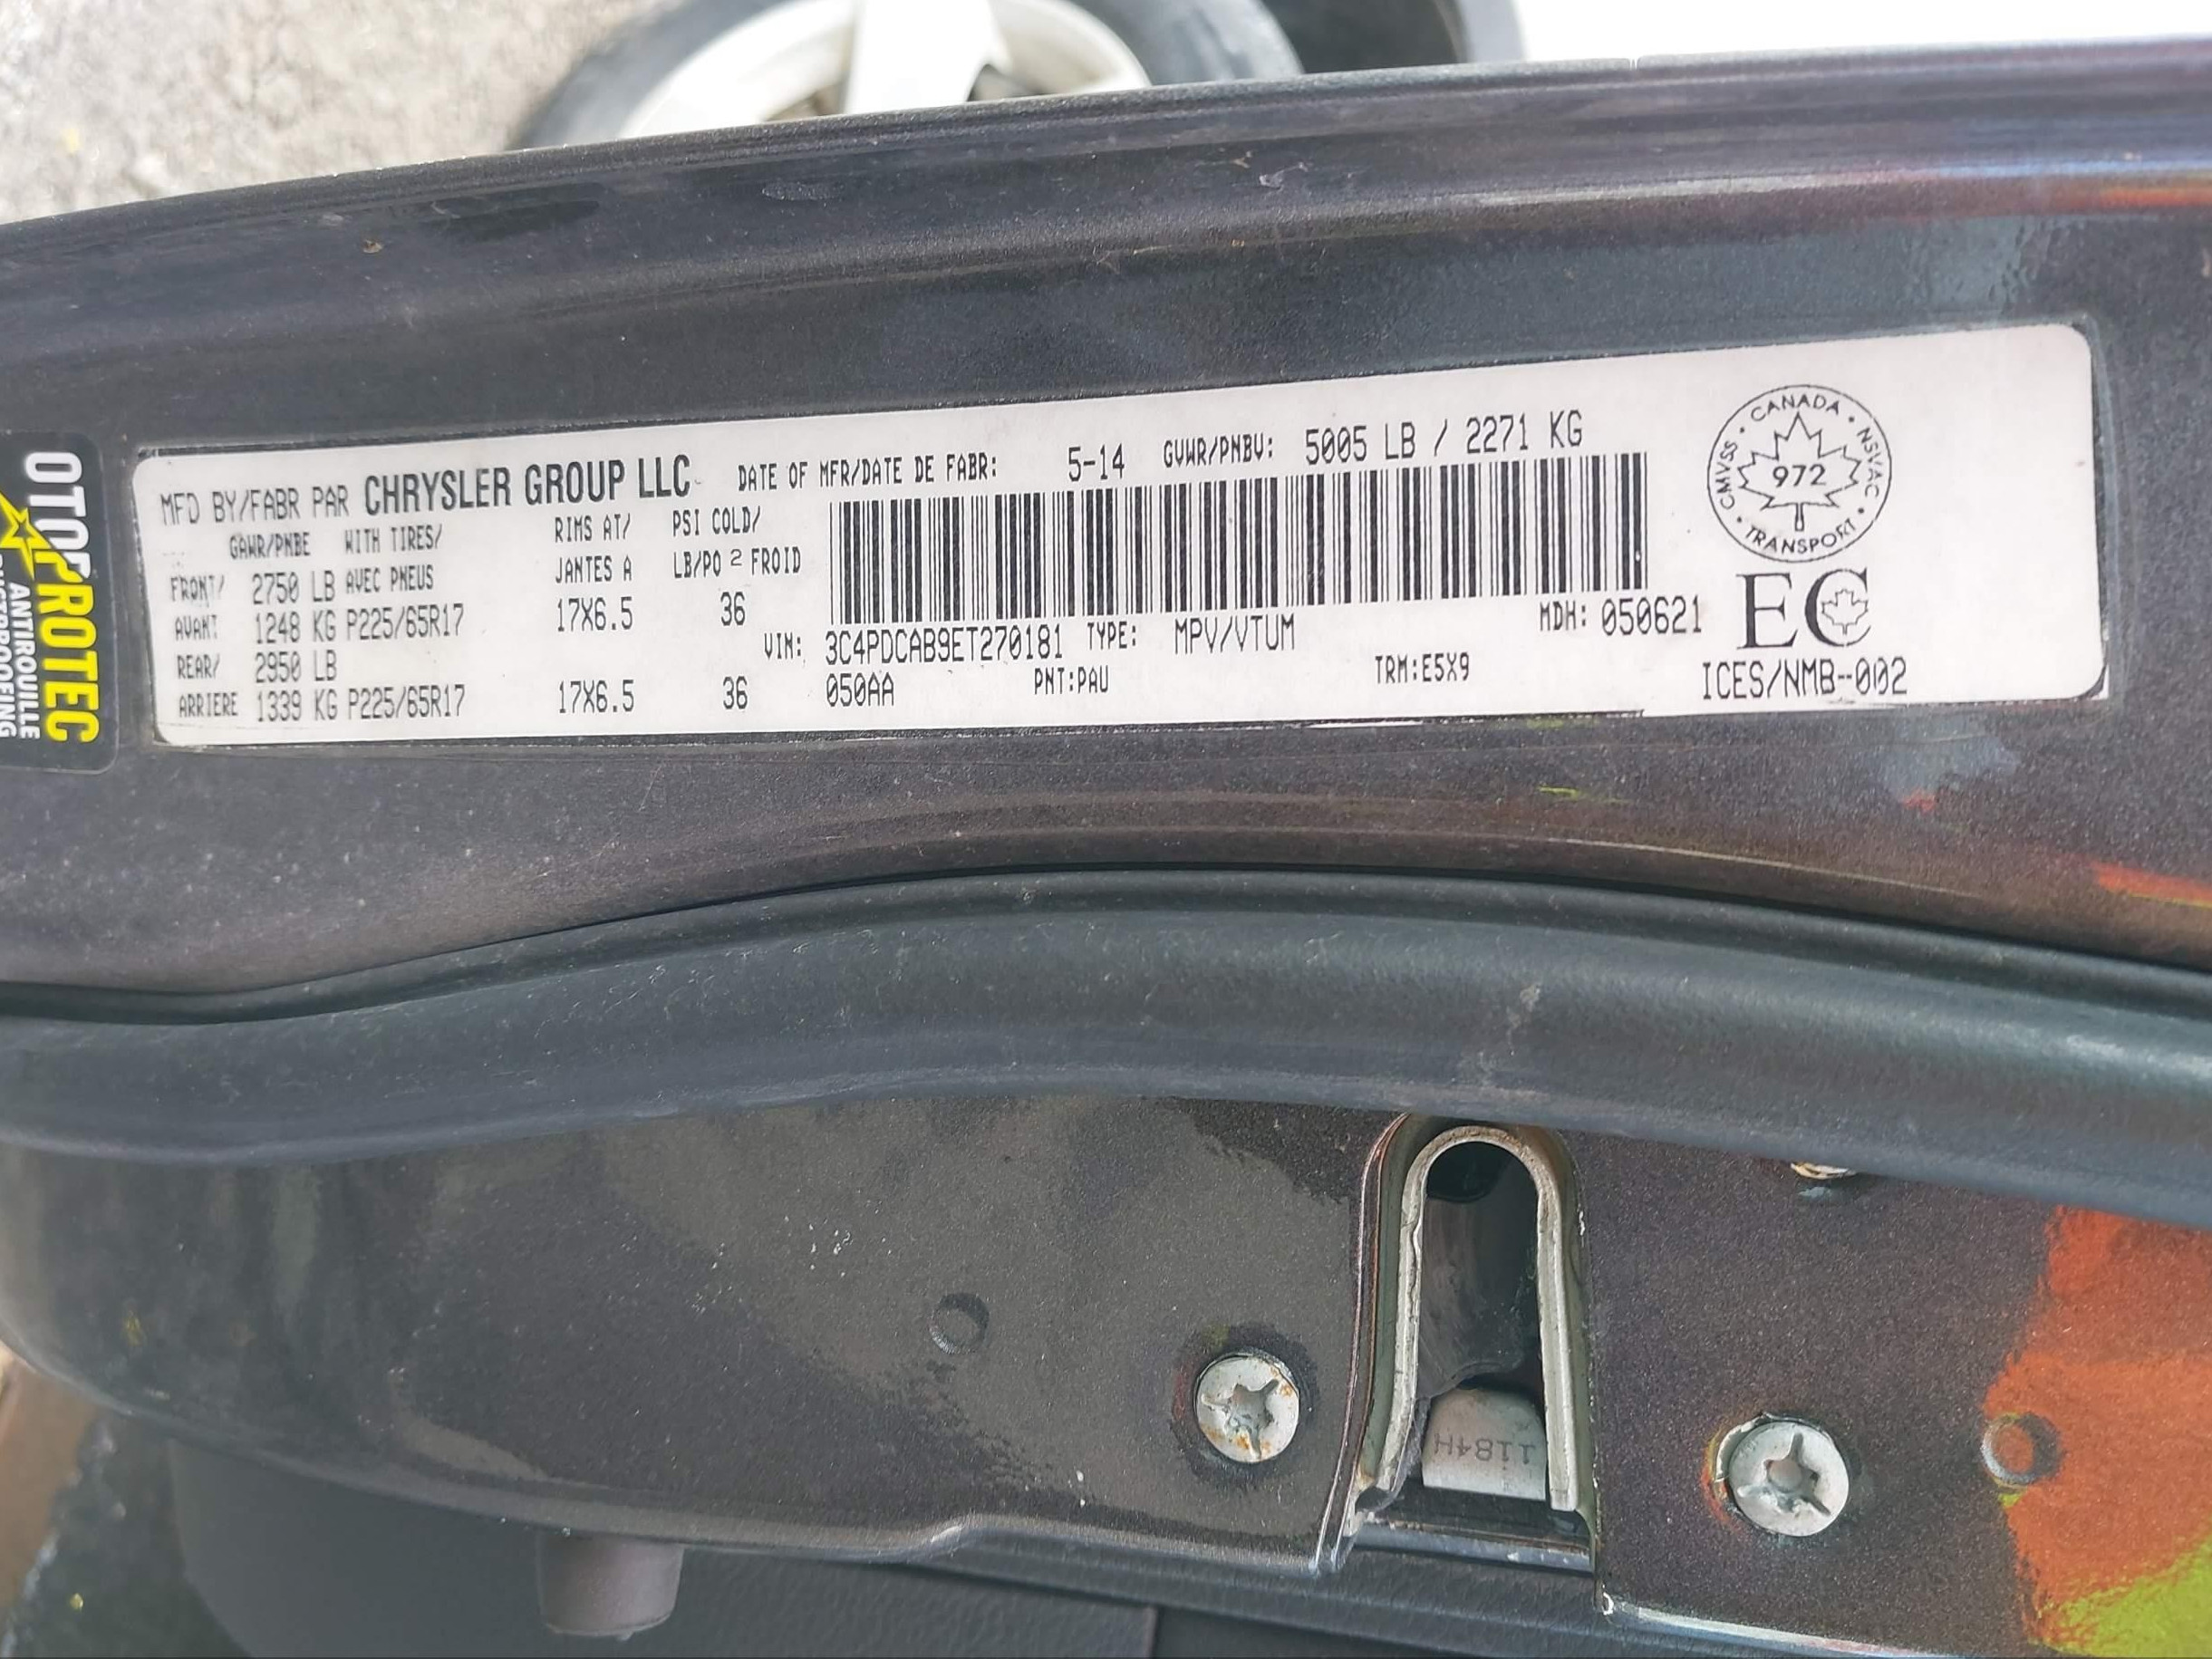 MFD BY/FABR PAR CHRYSLER GROUP LLC DATE OF MFR/DATE DE FABR: 5-14 GVWR/PNBV: 5005 LB / 2271 KG
GAWR/PNBE WITH TIRES/ RIMS AT/ PSI COLD/
FRONT/ 2750 LB AVEC PNEUS JANTES A LB/PO 2 FROID
AVANT 1248 KG P225/65R17 17X6.5 36
REAR/ 2950 LB
ARRIERE 1339 KG P225/65R17 17X6.5 36
VIN: 3C4PDCAB9ET270181 TYPE: MPV/VTUM MDH: 050621
050AA PNT:PAU TRM:E5X9
CMVSS • CANADA • NSVAC • TRANSPORT •
972
EC
ICES/NMB-002
OTOPROTEC
ANTIROUILLE
RUSTPROOFING
1184H